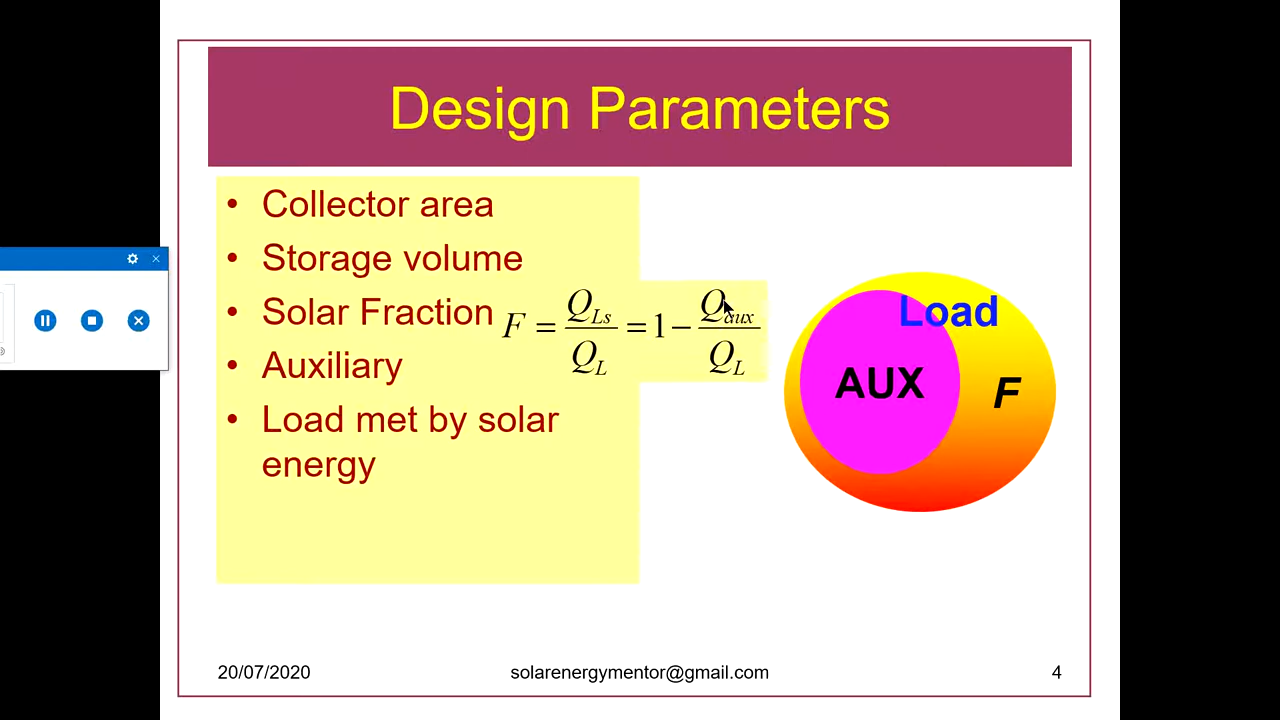 Design Parameters
• Collector area
• Storage volume
• Solar Fraction F = Q_Ls / Q_L = 1 − Q_aux / Q_L
• Auxiliary
• Load met by solar
energy
Load
AUX
F
20/07/2020
solarenergymentor@gmail.com
4